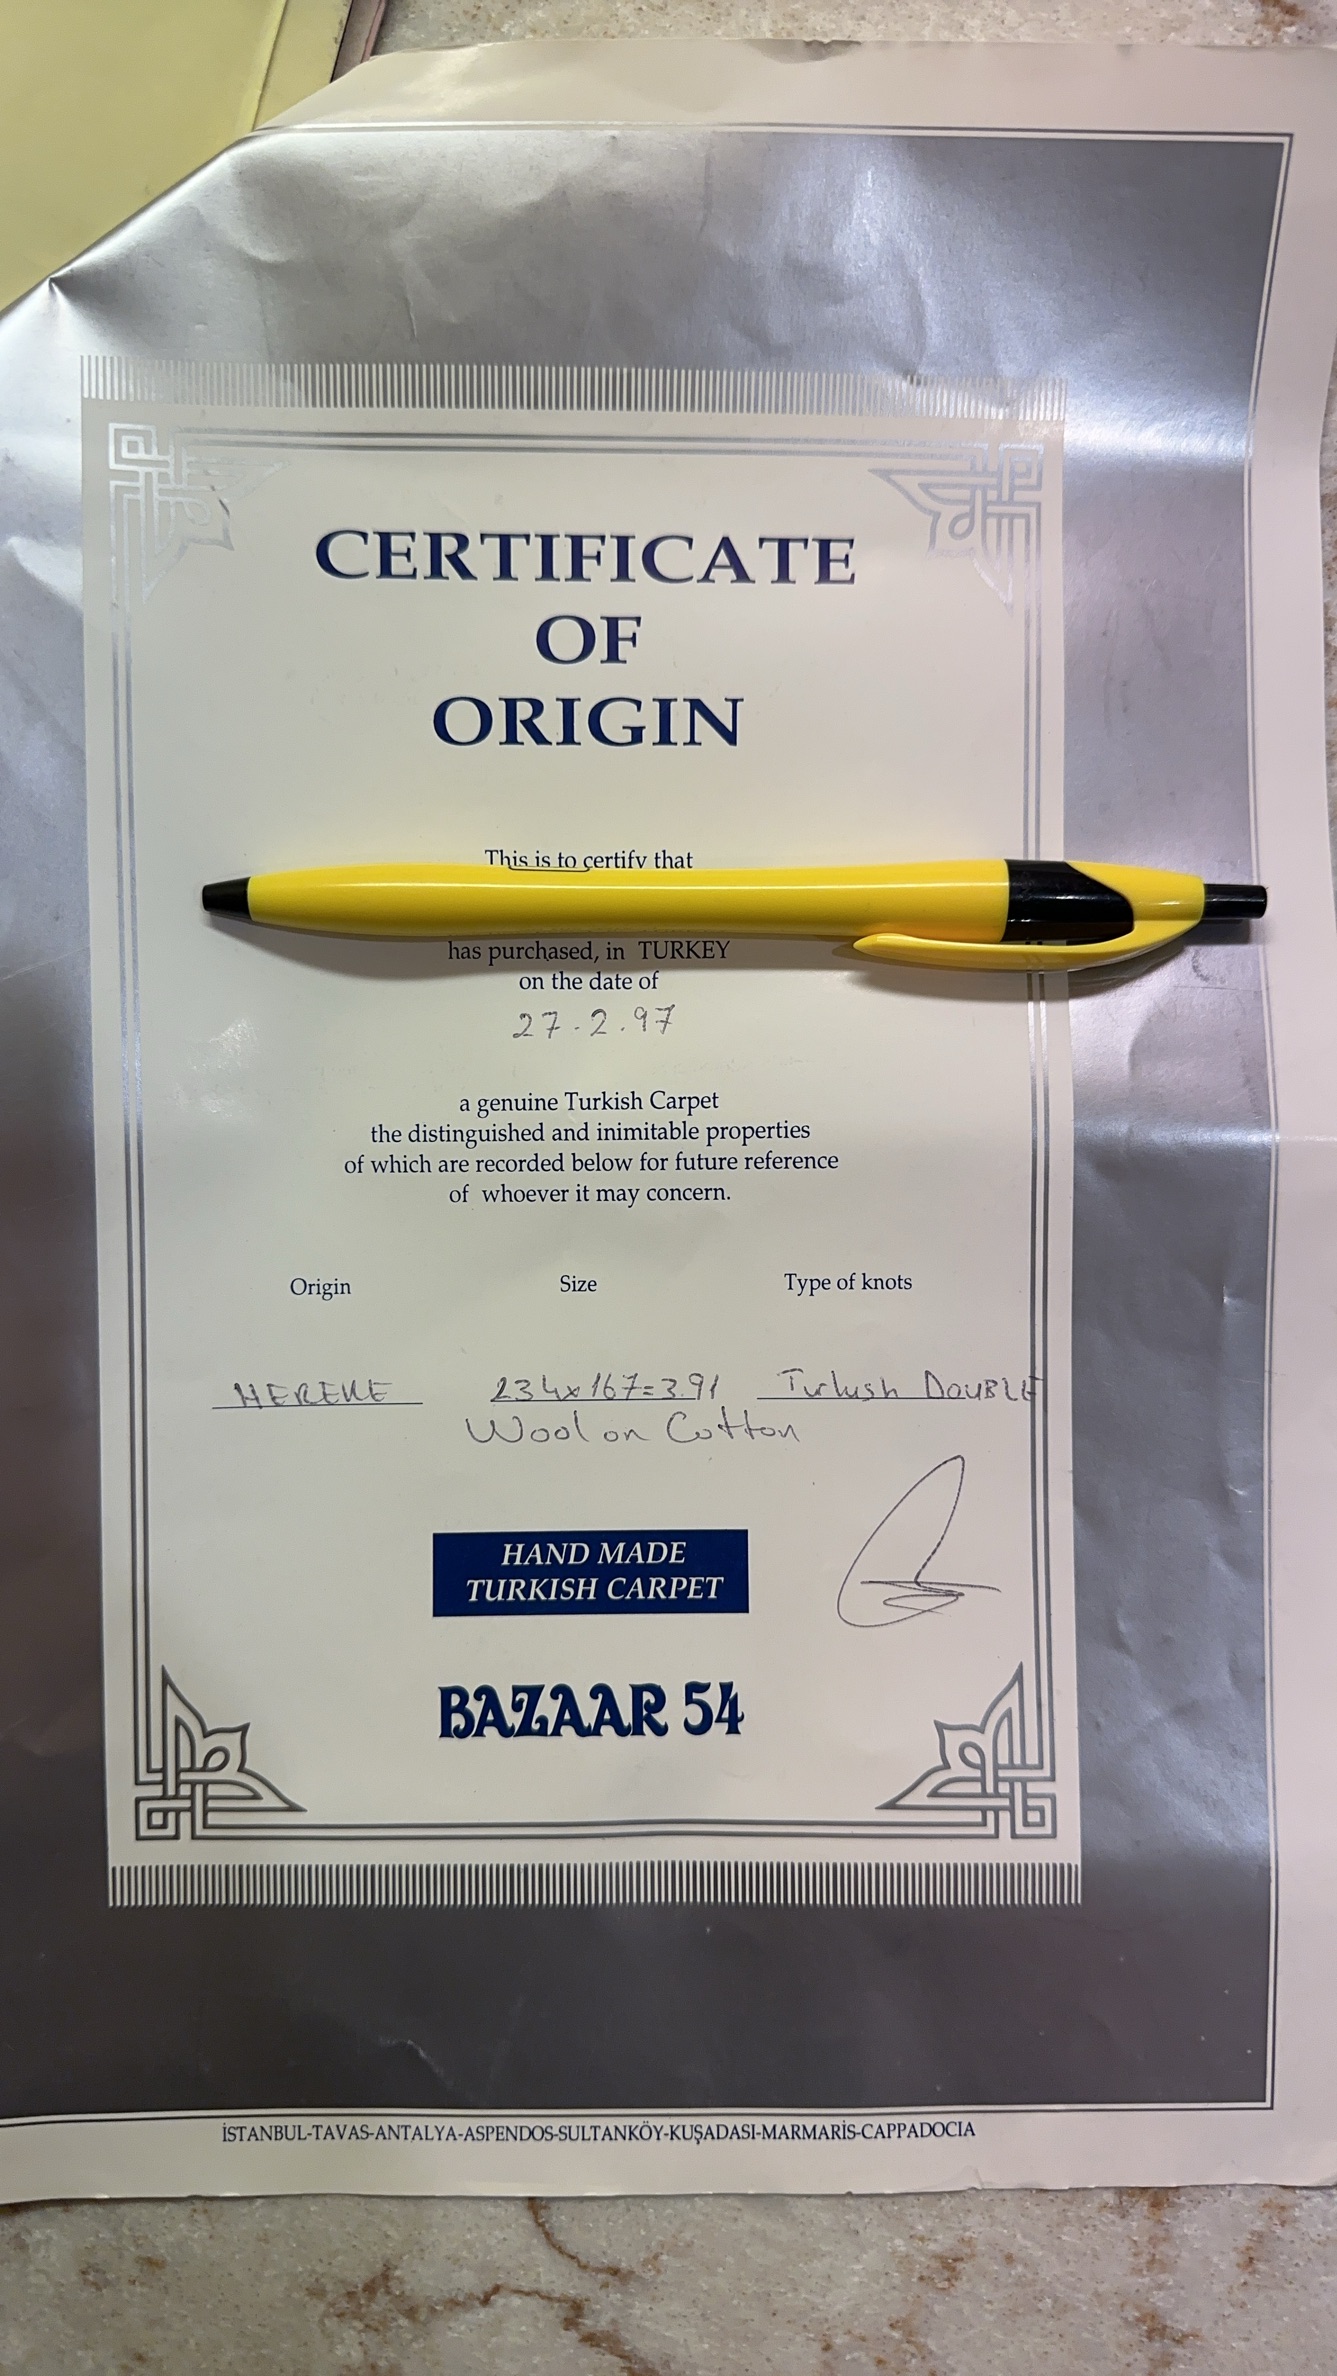 CERTIFICATE
OF
ORIGIN
This is to certify that
has purchased, in TURKEY
on the date of
27.2.97
a genuine Turkish Carpet
the distinguished and inimitable properties
of which are recorded below for future reference
of whoever it may concern.
Origin Size Type of knots
HEREKE 234x167=3.91 Turkish DOUBLE
Wool on Cotton
HAND MADE
TURKISH CARPET
BAZAAR 54
İSTANBUL-TAVAS-ANTALYA-ASPENDOS-SULTANKÖY-KUŞADASI-MARMARİS-CAPPADOCIA